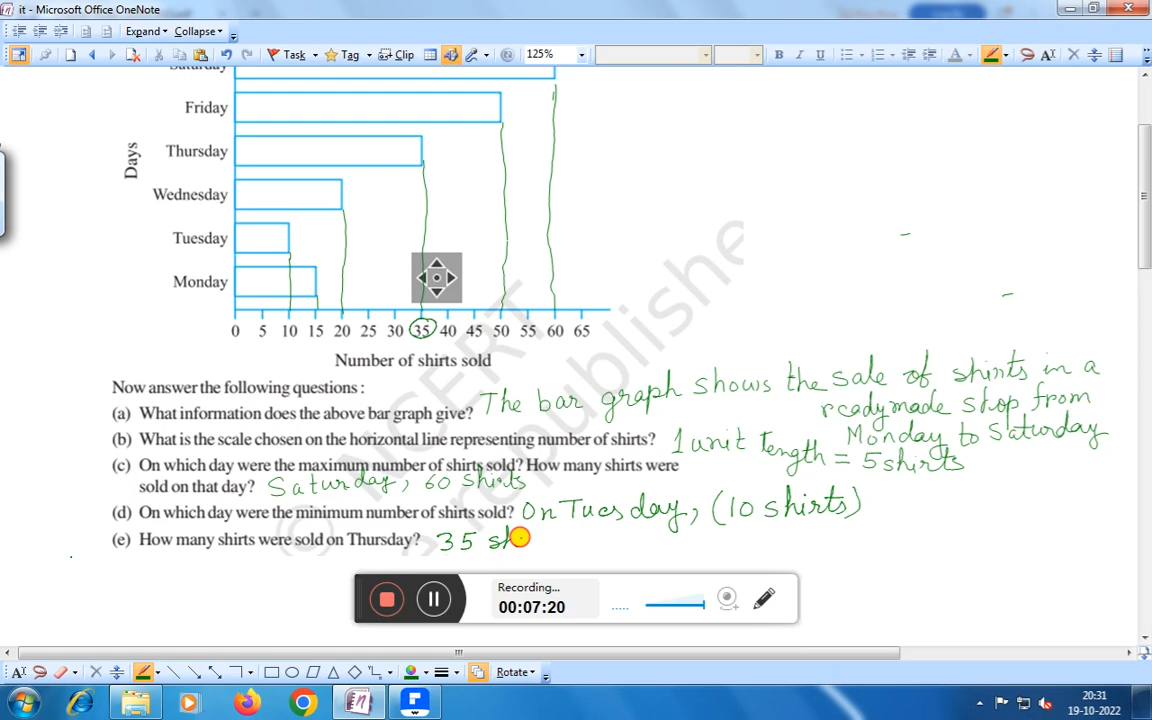 it - Microsoft Office OneNote
Expand Collapse
Task Tag Clip 125% B I U
Saturday
Friday
Thursday
Wednesday
Tuesday
Monday
Days
0 5 10 15 20 25 30 35 40 45 50 55 60 65
Number of shirts sold
© NCERT
republishe
Now answer the following questions :
(a) What information does the above bar graph give? The bar graph shows the sale of shirts in a
readymade shop from
Monday to Saturday
(b) What is the scale chosen on the horizontal line representing number of shirts? 1 unit length = 5 shirts
(c) On which day were the maximum number of shirts sold? How many shirts were
sold on that day? Saturday, 60 shirts
(d) On which day were the minimum number of shirts sold? On Tuesday, (10 shirts)
(e) How many shirts were sold on Thursday? 35 sh
Recording...
00:07:20
Rotate
20:31
19-10-2022